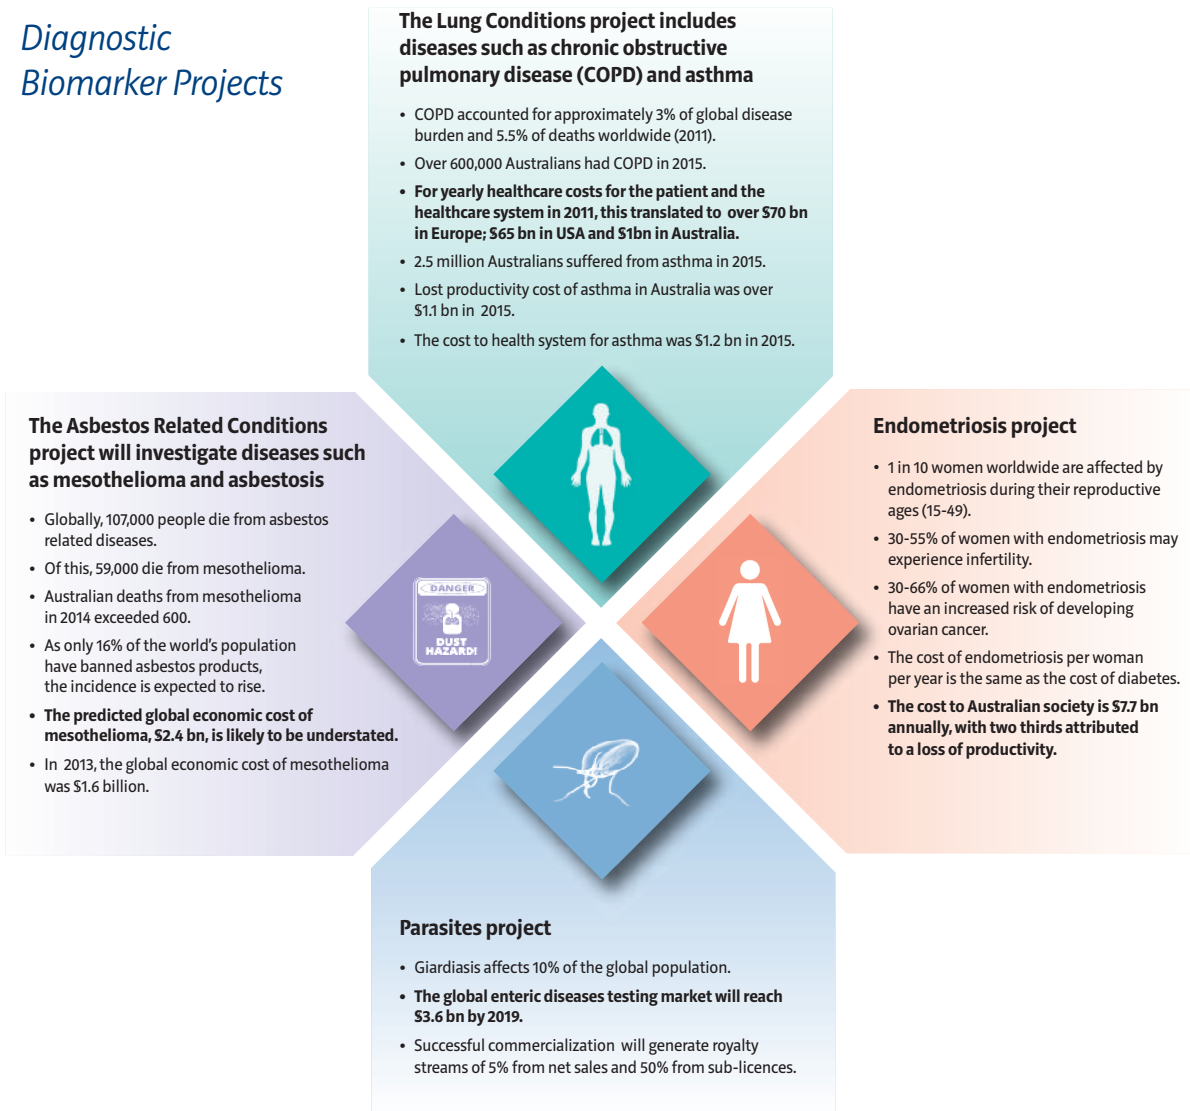 Diagnostic
Biomarker Projects
The Lung Conditions project includes
diseases such as chronic obstructive
pulmonary disease (COPD) and asthma
• COPD accounted for approximately 3% of global disease
burden and 5.5% of deaths worldwide (2011).
• Over 600,000 Australians had COPD in 2015.
• For yearly healthcare costs for the patient and the
healthcare system in 2011, this translated to over $70 bn
in Europe; $65 bn in USA and $1bn in Australia.
• 2.5 million Australians suffered from asthma in 2015.
• Lost productivity cost of asthma in Australia was over
$1.1 bn in 2015.
• The cost to health system for asthma was $1.2 bn in 2015.
The Asbestos Related Conditions
project will investigate diseases such
as mesothelioma and asbestosis
• Globally, 107,000 people die from asbestos
related diseases.
• Of this, 59,000 die from mesothelioma.
• Australian deaths from mesothelioma
in 2014 exceeded 600.
• As only 16% of the world's population
have banned asbestos products,
the incidence is expected to rise.
• The predicted global economic cost of
mesothelioma, $2.4 bn, is likely to be understated.
• In 2013, the global economic cost of mesothelioma
was $1.6 billion.
DANGER
DUST
HAZARD!
Endometriosis project
• 1 in 10 women worldwide are affected by
endometriosis during their reproductive
ages (15-49).
• 30-55% of women with endometriosis may
experience infertility.
• 30-66% of women with endometriosis
have an increased risk of developing
ovarian cancer.
• The cost of endometriosis per woman
per year is the same as the cost of diabetes.
• The cost to Australian society is $7.7 bn
annually, with two thirds attributed
to a loss of productivity.
Parasites project
• Giardiasis affects 10% of the global population.
• The global enteric diseases testing market will reach
$3.6 bn by 2019.
• Successful commercialization will generate royalty
streams of 5% from net sales and 50% from sub-licences.